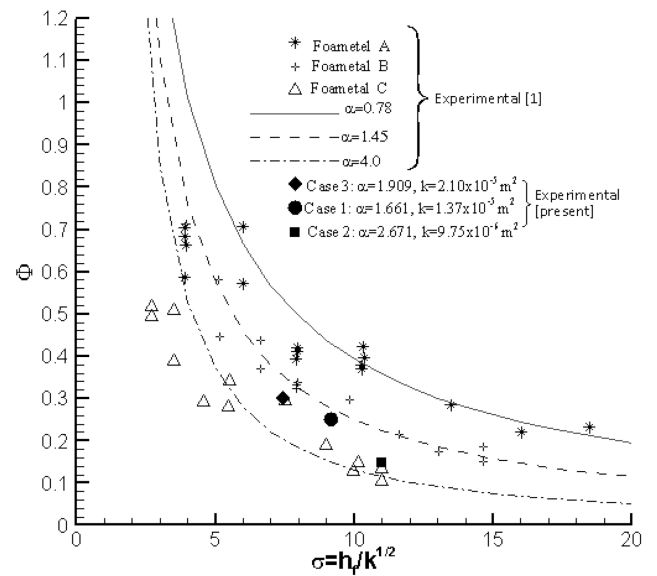 1.2
1.1
1
0.9
0.8
0.7
0.6
0.5
0.4
0.3
0.2
0.1
0
Φ
Foametel A
Foametal B
Foametal C
α=0.78
α=1.45
α=4.0
Experimental [1]
Case 3: α=1.909, k=2.10x10⁻⁵ m²
Case 1: α=1.661, k=1.37x10⁻⁵ m²
Case 2: α=2.671, k=9.75x10⁻⁶ m²
Experimental
[present]
0 5 10 15 20
σ=hf/k^1/2